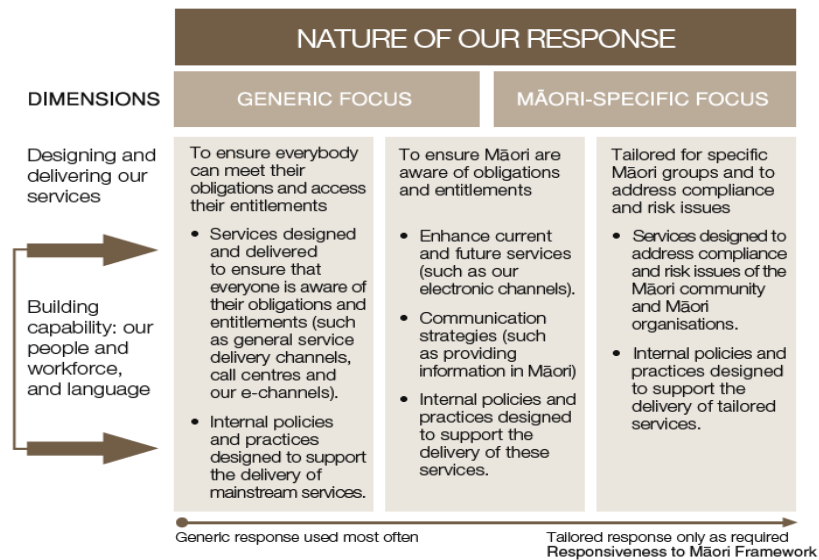 NATURE OF OUR RESPONSE
DIMENSIONS
GENERIC FOCUS
MĀORI-SPECIFIC FOCUS
Designing and
delivering our
services
Building
capability: our
people and
workforce,
and language
To ensure everybody
can meet their
obligations and access
their entitlements
• Services designed
and delivered
to ensure that
everyone is aware of
their obligations and
entitlements (such
as general service
delivery channels,
call centres and
our e-channels).
• Internal policies
and practices
designed to support
the delivery of
mainstream services.
To ensure Māori are
aware of obligations
and entitlements
• Enhance current
and future services
(such as our
electronic channels).
• Communication
strategies (such
as providing
information in Māori)
• Internal policies and
practices designed
to support the
delivery of these
services.
Tailored for specific
Māori groups and to
address compliance
and risk issues
• Services designed to
address compliance
and risk issues of the
Māori community
and Māori
organisations.
• Internal policies and
practices designed
to support the
delivery of tailored
services.
Generic response used most often
Tailored response only as required
Responsiveness to Māori Framework